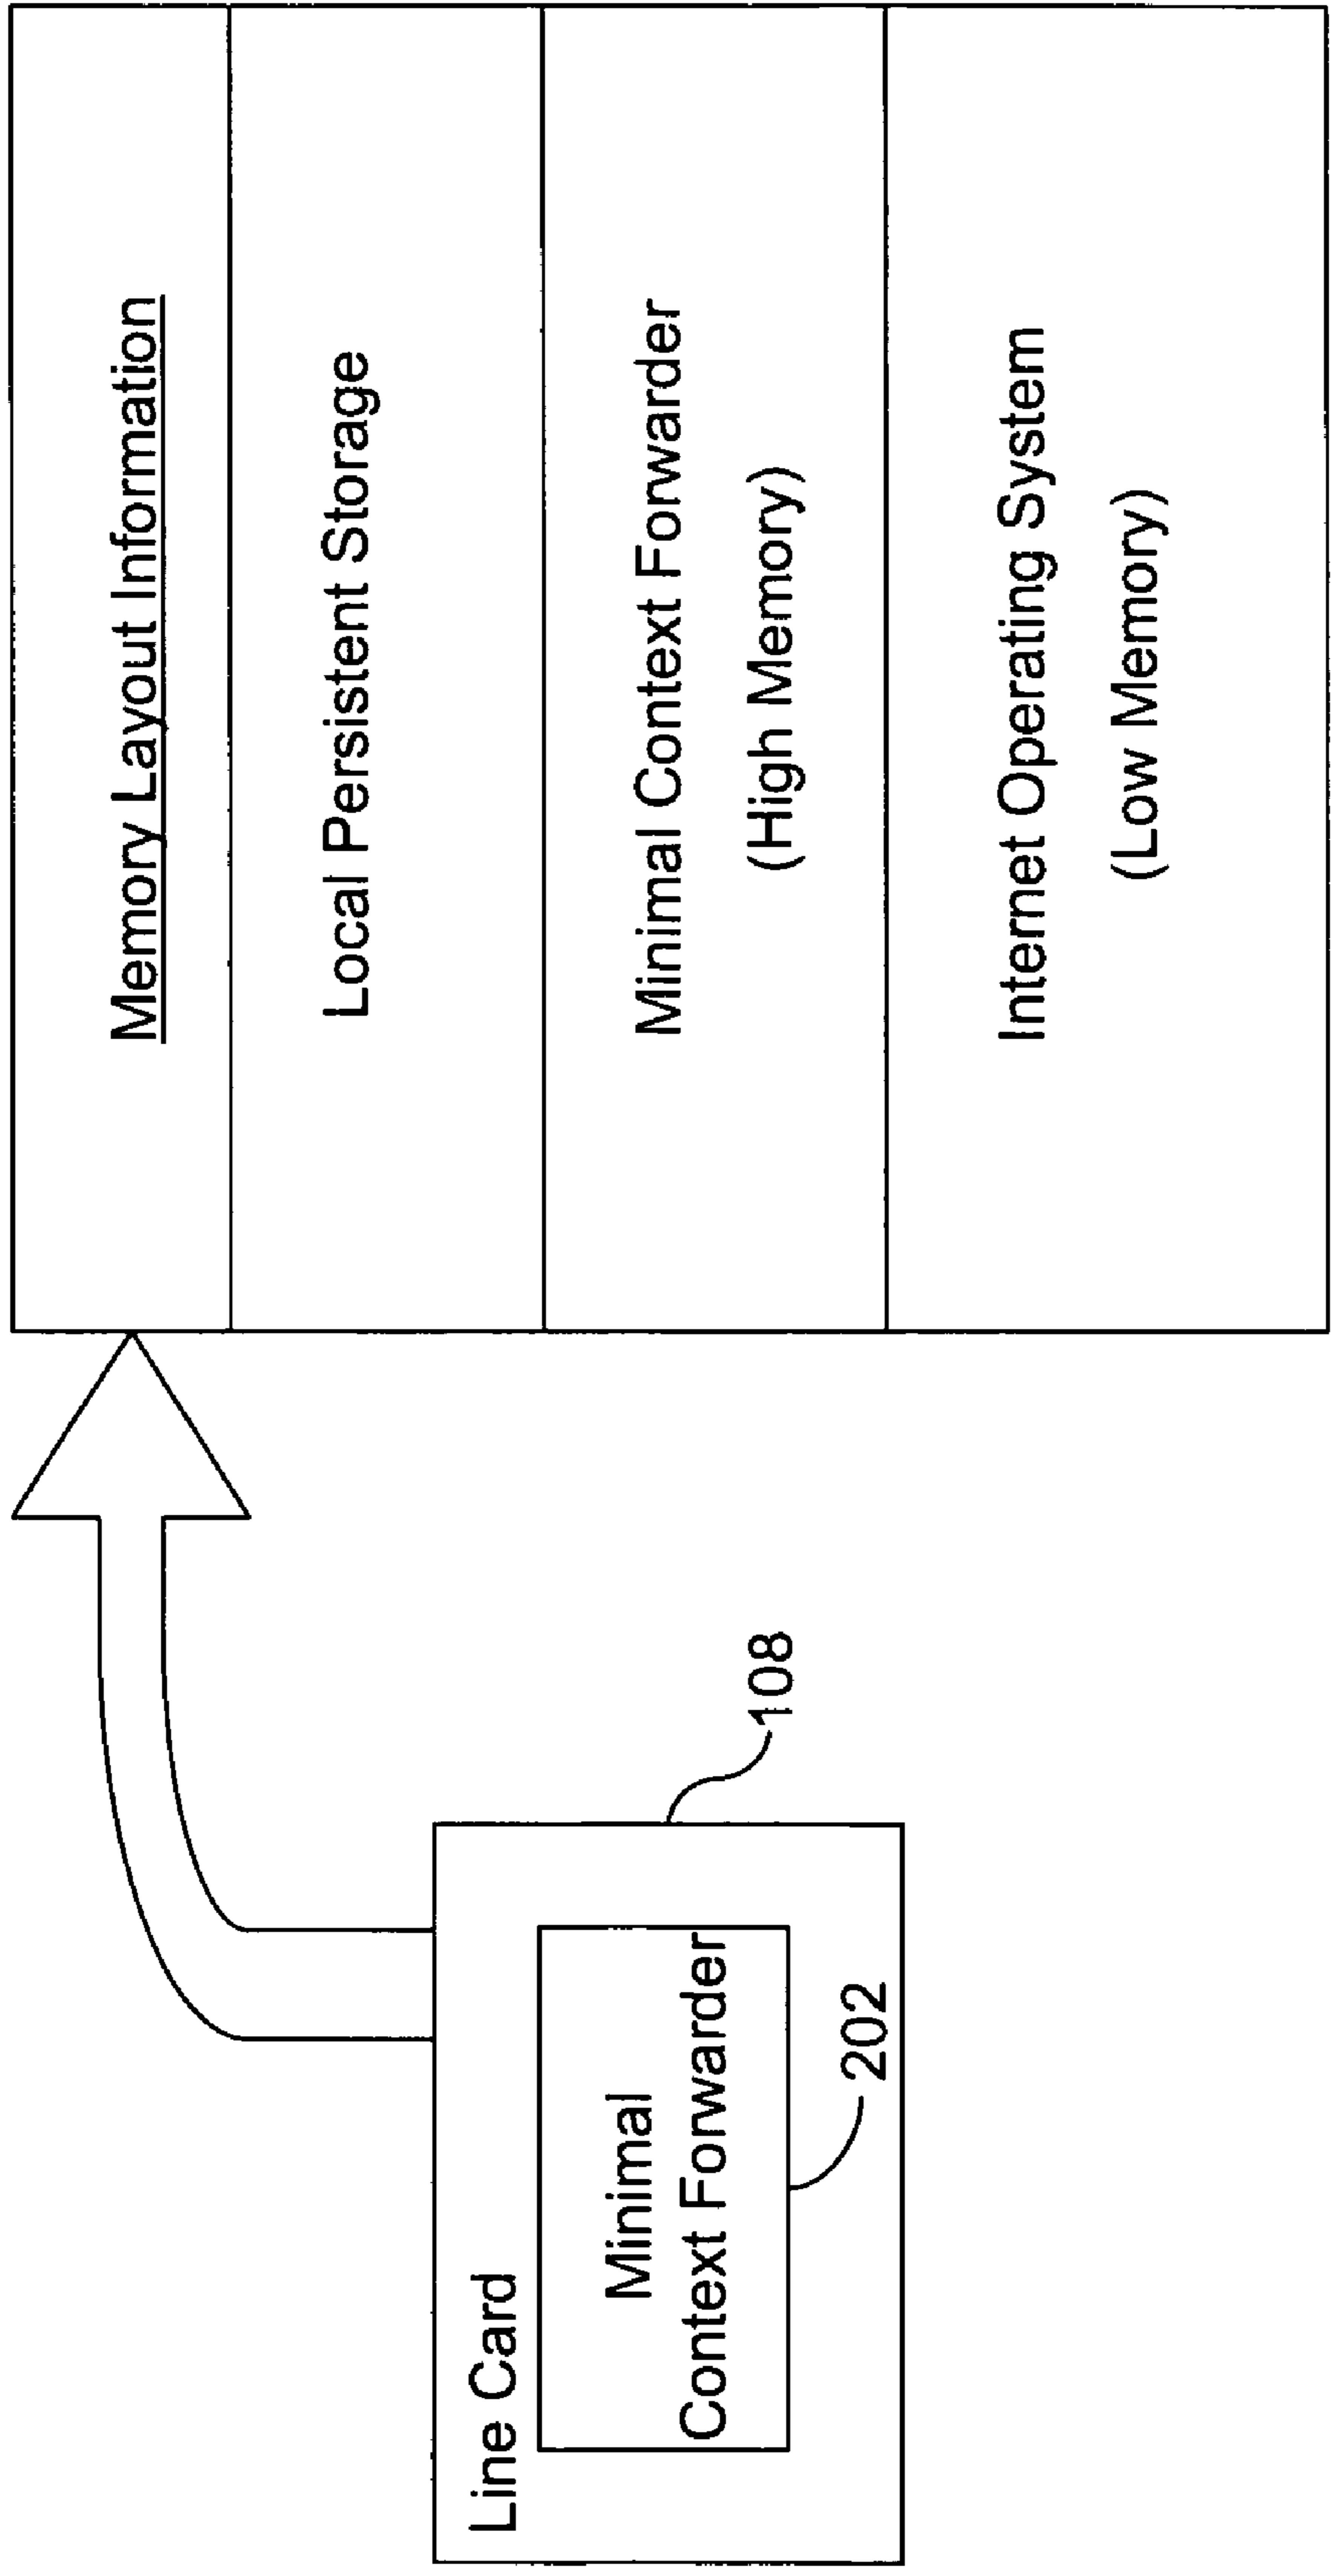 Line Card
Minimal
Context Forwarder
202
108
Memory Layout Information
Local Persistent Storage
Minimal Context Forwarder
(High Memory)
Internet Operating System
(Low Memory)